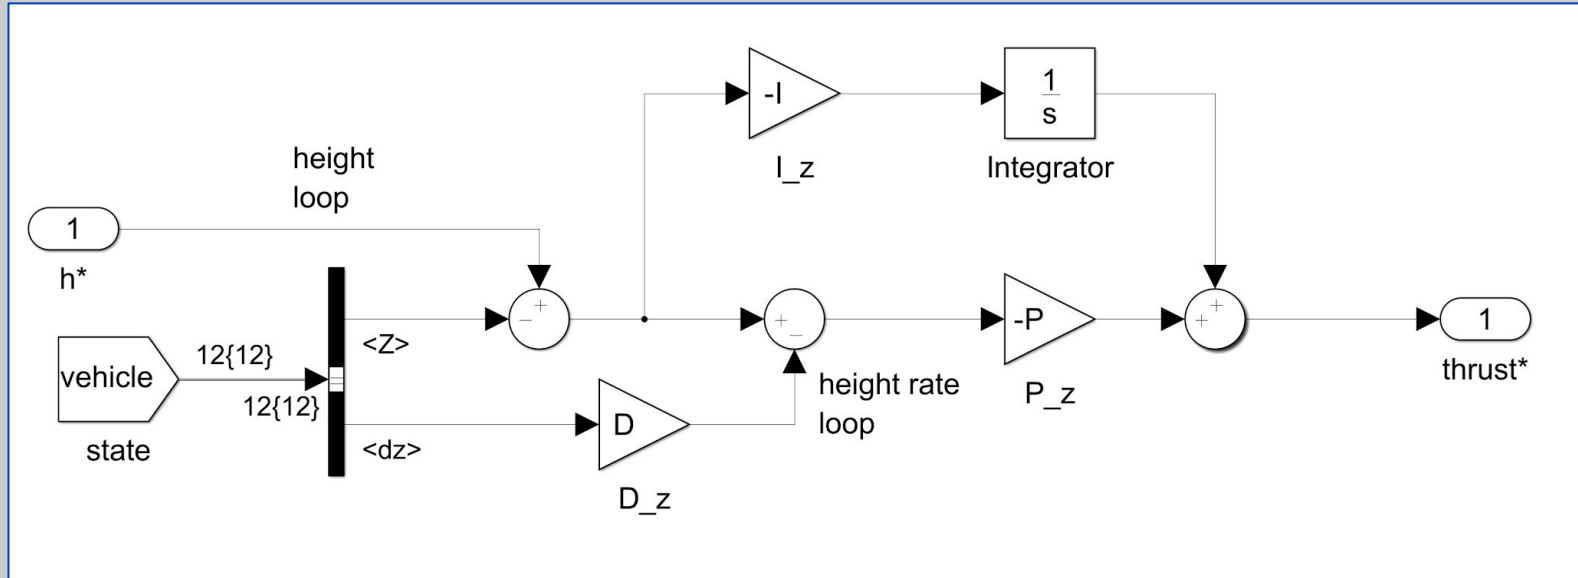 -I
1
s
I_z
Integrator
height
loop
1
h*
+
−
+
−
+
+
-P
1
<Z>
12{12}
vehicle
12{12}
state
<dz>
D
D_z
height rate
loop
P_z
thrust*